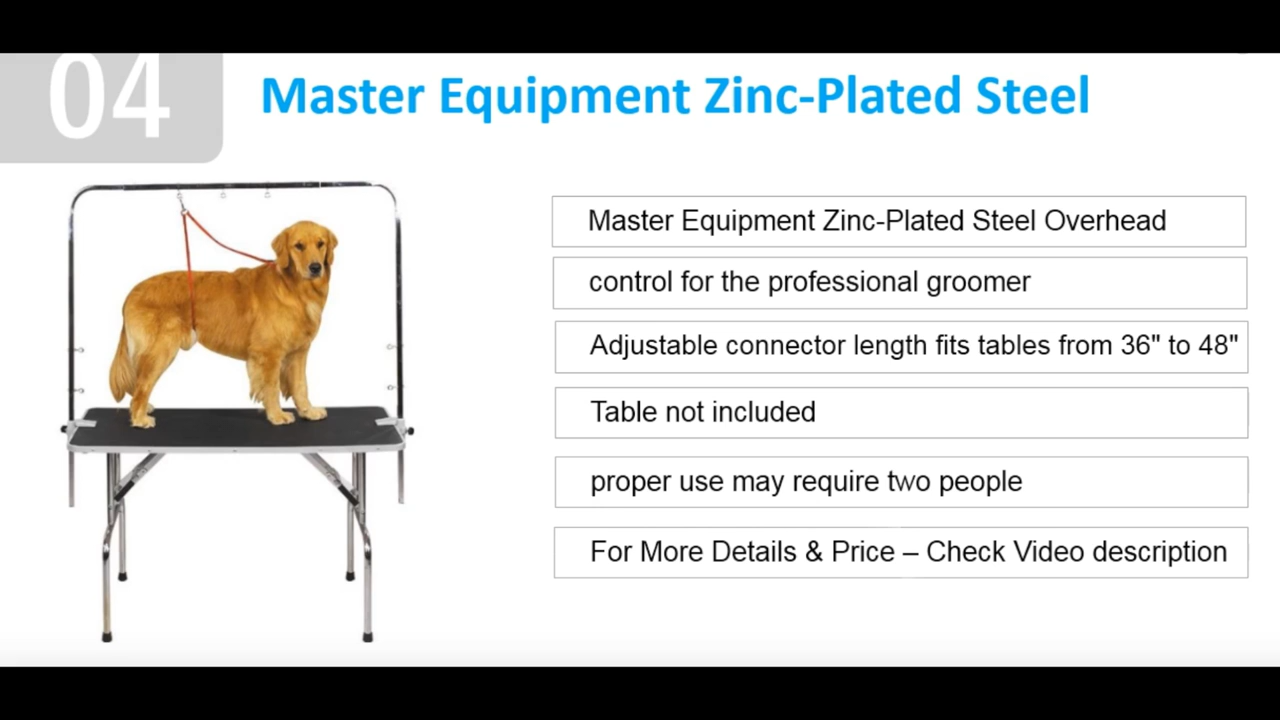 04
Master Equipment Zinc-Plated Steel
Master Equipment Zinc-Plated Steel Overhead
control for the professional groomer
Adjustable connector length fits tables from 36" to 48"
Table not included
proper use may require two people
For More Details & Price – Check Video description